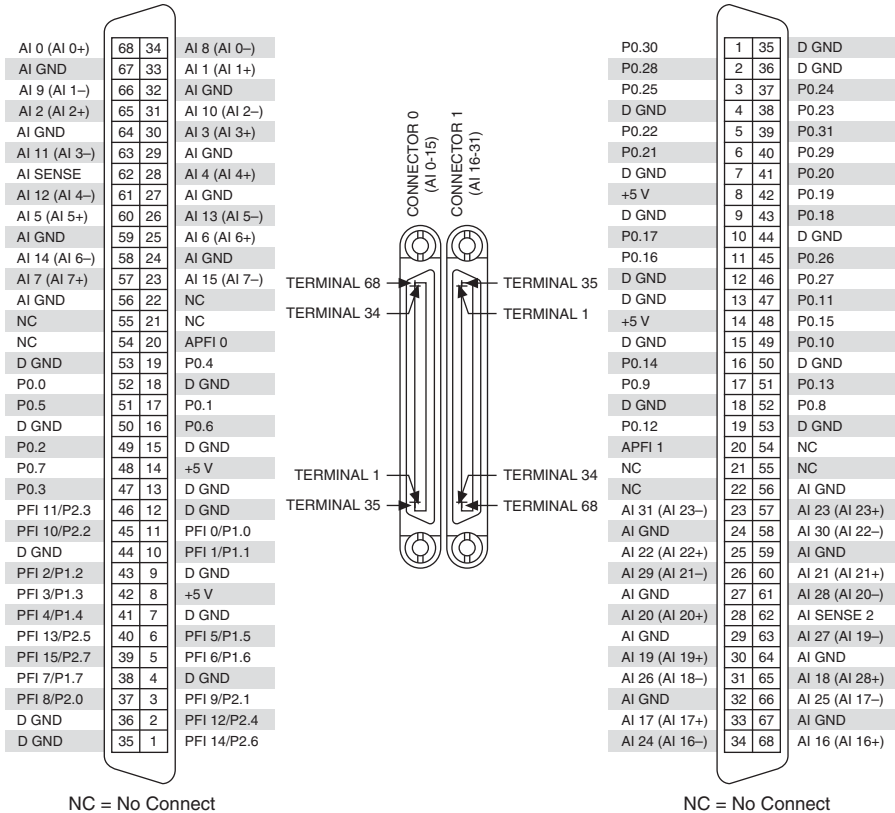 AI 0 (AI 0+) 68 34 AI 8 (AI 0–)
AI GND 67 33 AI 1 (AI 1+)
AI 9 (AI 1–) 66 32 AI GND
AI 2 (AI 2+) 65 31 AI 10 (AI 2–)
AI GND 64 30 AI 3 (AI 3+)
AI 11 (AI 3–) 63 29 AI GND
AI SENSE 62 28 AI 4 (AI 4+)
AI 12 (AI 4–) 61 27 AI GND
AI 5 (AI 5+) 60 26 AI 13 (AI 5–)
AI GND 59 25 AI 6 (AI 6+)
AI 14 (AI 6–) 58 24 AI GND
AI 7 (AI 7+) 57 23 AI 15 (AI 7–)
AI GND 56 22 NC
NC 55 21 NC
NC 54 20 APFI 0
D GND 53 19 P0.4
P0.0 52 18 D GND
P0.5 51 17 P0.1
D GND 50 16 P0.6
P0.2 49 15 D GND
P0.7 48 14 +5 V
P0.3 47 13 D GND
PFI 11/P2.3 46 12 D GND
PFI 10/P2.2 45 11 PFI 0/P1.0
D GND 44 10 PFI 1/P1.1
PFI 2/P1.2 43 9 D GND
PFI 3/P1.3 42 8 +5 V
PFI 4/P1.4 41 7 D GND
PFI 13/P2.5 40 6 PFI 5/P1.5
PFI 15/P2.7 39 5 PFI 6/P1.6
PFI 7/P1.7 38 4 D GND
PFI 8/P2.0 37 3 PFI 9/P2.1
D GND 36 2 PFI 12/P2.4
D GND 35 1 PFI 14/P2.6
NC = No Connect
CONNECTOR 0
(AI 0-15)
CONNECTOR 1
(AI 16-31)
TERMINAL 68
TERMINAL 34
TERMINAL 35
TERMINAL 1
TERMINAL 1
TERMINAL 35
TERMINAL 34
TERMINAL 68
P0.30 1 35 D GND
P0.28 2 36 D GND
P0.25 3 37 P0.24
D GND 4 38 P0.23
P0.22 5 39 P0.31
P0.21 6 40 P0.29
D GND 7 41 P0.20
+5 V 8 42 P0.19
D GND 9 43 P0.18
P0.17 10 44 D GND
P0.16 11 45 P0.26
D GND 12 46 P0.27
D GND 13 47 P0.11
+5 V 14 48 P0.15
D GND 15 49 P0.10
P0.14 16 50 D GND
P0.9 17 51 P0.13
D GND 18 52 P0.8
P0.12 19 53 D GND
APFI 1 20 54 NC
NC 21 55 NC
NC 22 56 AI GND
AI 31 (AI 23–) 23 57 AI 23 (AI 23+)
AI GND 24 58 AI 30 (AI 22–)
AI 22 (AI 22+) 25 59 AI GND
AI 29 (AI 21–) 26 60 AI 21 (AI 21+)
AI GND 27 61 AI 28 (AI 20–)
AI 20 (AI 20+) 28 62 AI SENSE 2
AI GND 29 63 AI 27 (AI 19–)
AI 19 (AI 19+) 30 64 AI GND
AI 26 (AI 18–) 31 65 AI 18 (AI 28+)
AI GND 32 66 AI 25 (AI 17–)
AI 17 (AI 17+) 33 67 AI GND
AI 24 (AI 16–) 34 68 AI 16 (AI 16+)
NC = No Connect